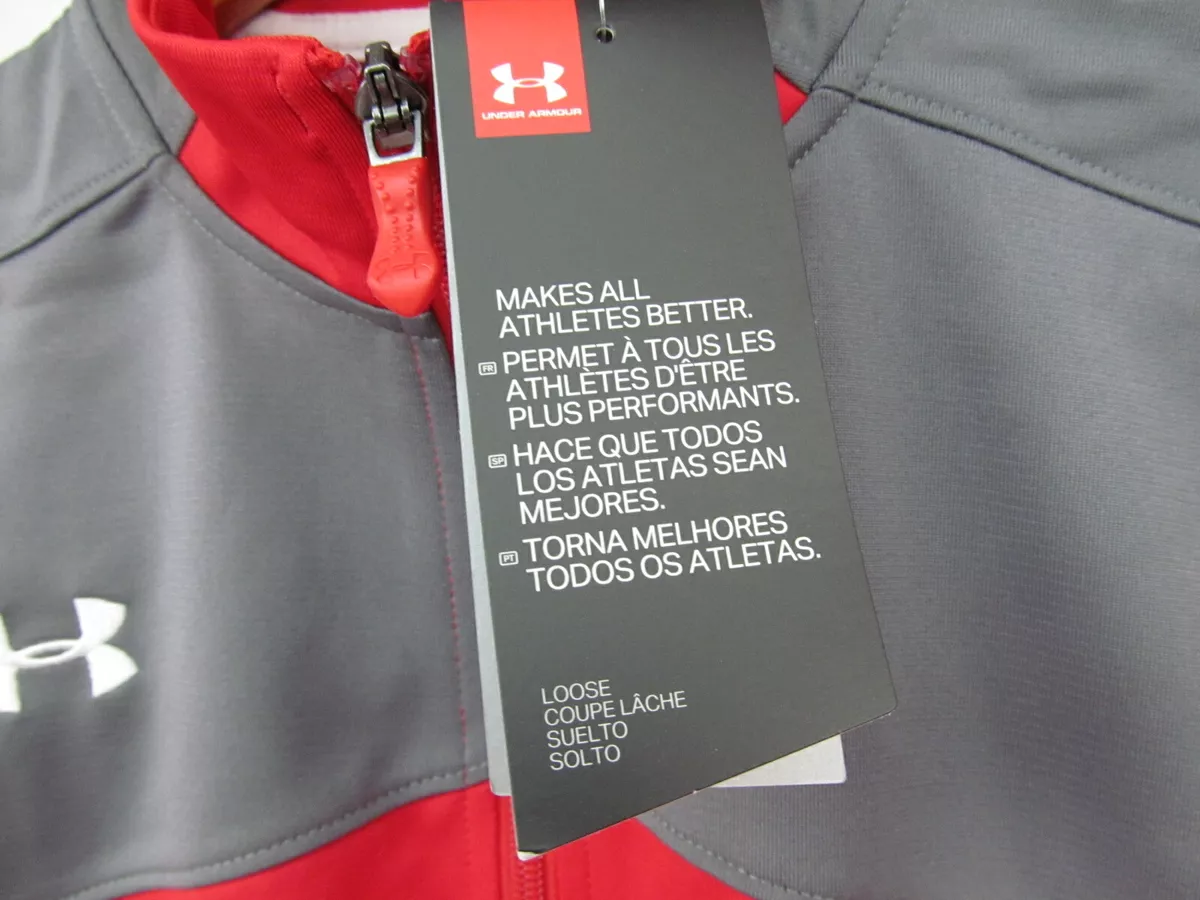 UNDER ARMOUR
MAKES ALL
ATHLETES BETTER.
FR PERMET À TOUS LES
ATHLÈTES D'ÊTRE
PLUS PERFORMANTS.
SP HACE QUE TODOS
LOS ATLETAS SEAN
MEJORES.
PT TORNA MELHORES
TODOS OS ATLETAS.
LOOSE
COUPE LÂCHE
SUELTO
SOLTO